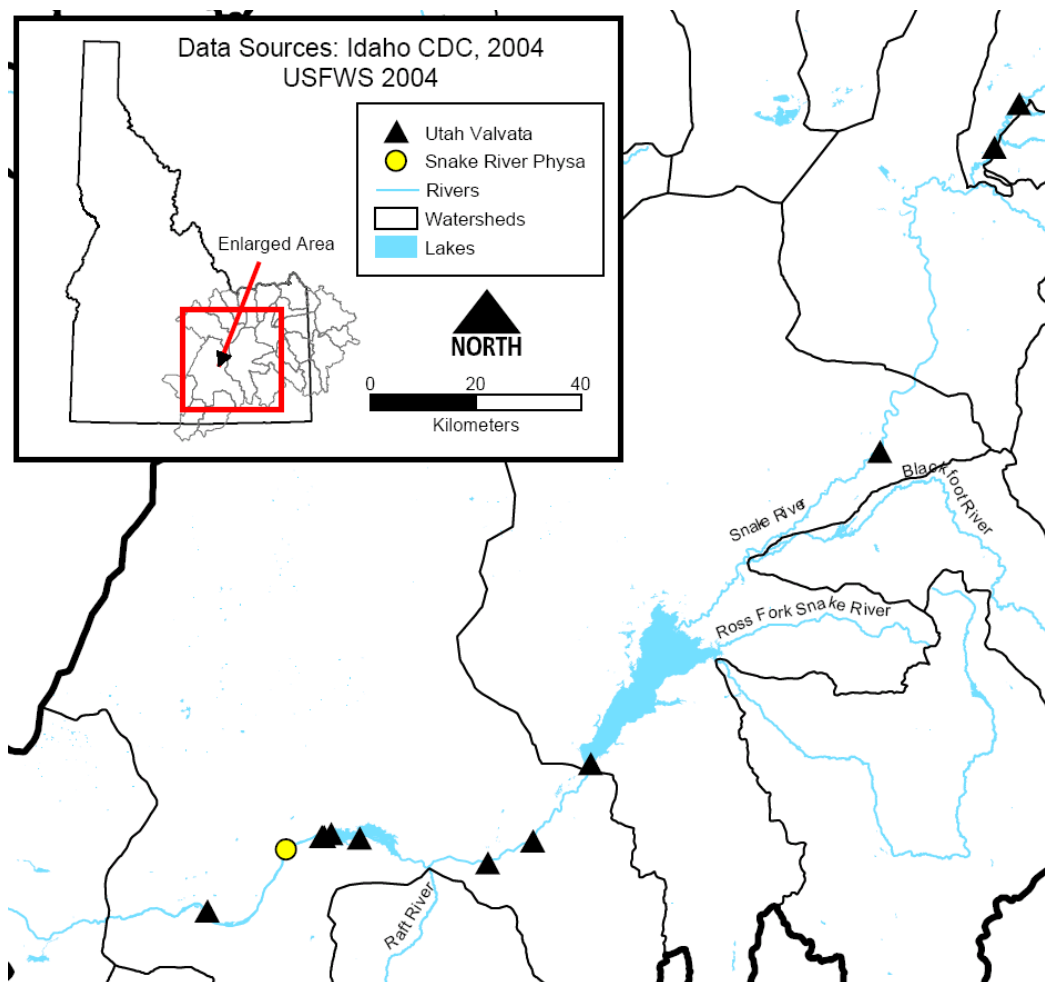 Data Sources: Idaho CDC, 2004
USFWS 2004
Utah Valvata
Snake River Physa
Rivers
Watersheds
Lakes
Enlarged Area
NORTH
0 20 40
Kilometers
Blackfoot River
Snake River
Ross Fork Snake River
Raft River